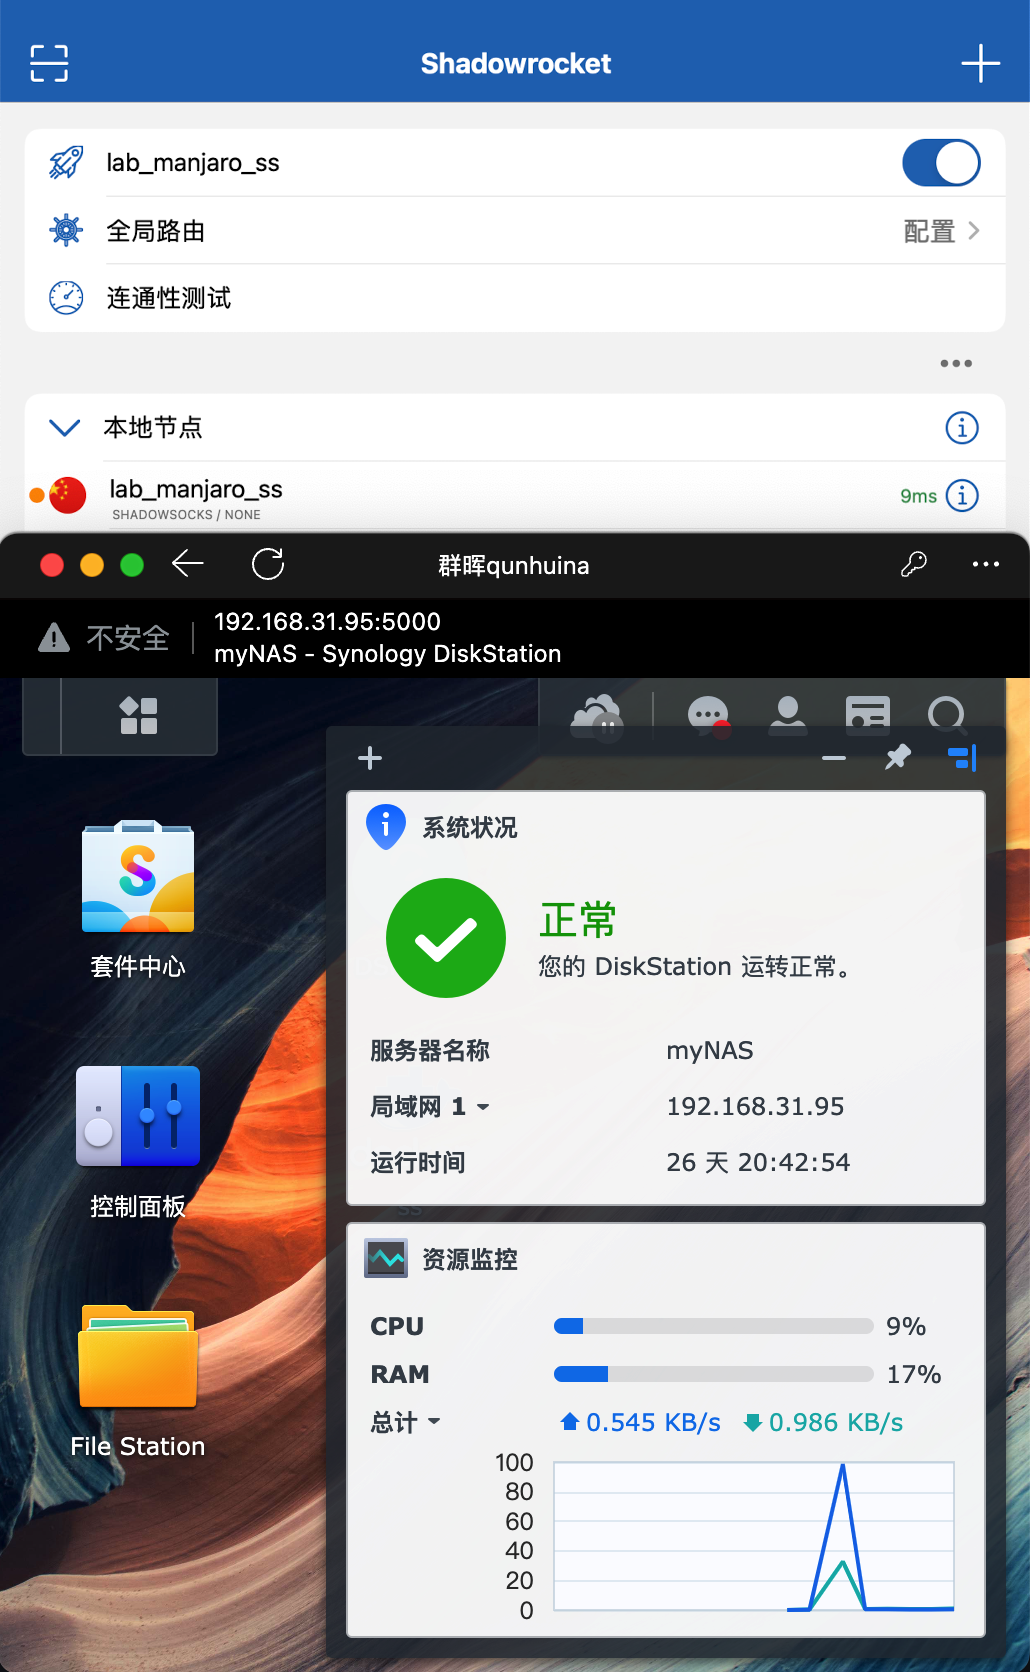 Shadowrocket
lab_manjaro_ss
全局路由
配置
连通性测试
本地节点
lab_manjaro_ss
SHADOWSOCKS / NONE
9ms
群晖qunhuina
不安全
192.168.31.95:5000
myNAS - Synology DiskStation
套件中心
控制面板
File Station
系统状况
正常
您的 DiskStation 运转正常。
服务器名称
myNAS
局域网 1
192.168.31.95
运行时间
26 天 20:42:54
资源监控
CPU
9%
RAM
17%
总计
0.545 KB/s
0.986 KB/s
100
80
60
40
20
0